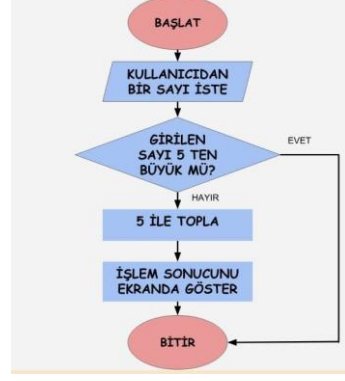 BAŞLAT
KULLANICIDAN
BİR SAYI İSTE
GİRİLEN
SAYI 5 TEN
BÜYÜK MÜ?
EVET
HAYIR
5 İLE TOPLA
İŞLEM SONUCUNU
EKRANDA GÖSTER
BİTİR